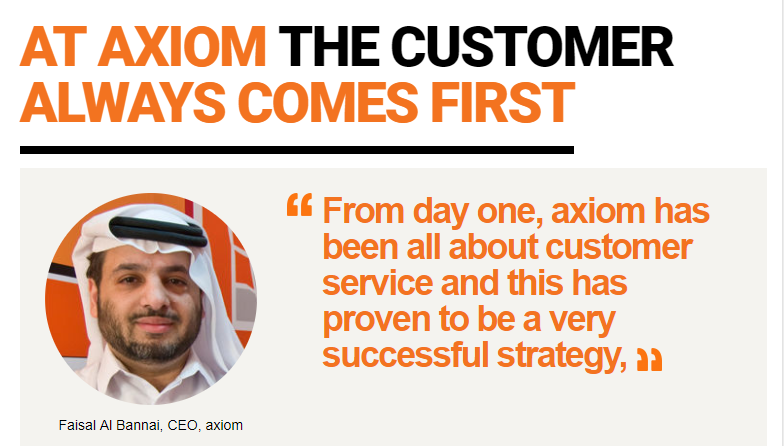 AT AXIOM THE CUSTOMER
ALWAYS COMES FIRST
“ From day one, axiom has
been all about customer
service and this has
proven to be a very
successful strategy, ”
Faisal Al Bannai, CEO, axiom